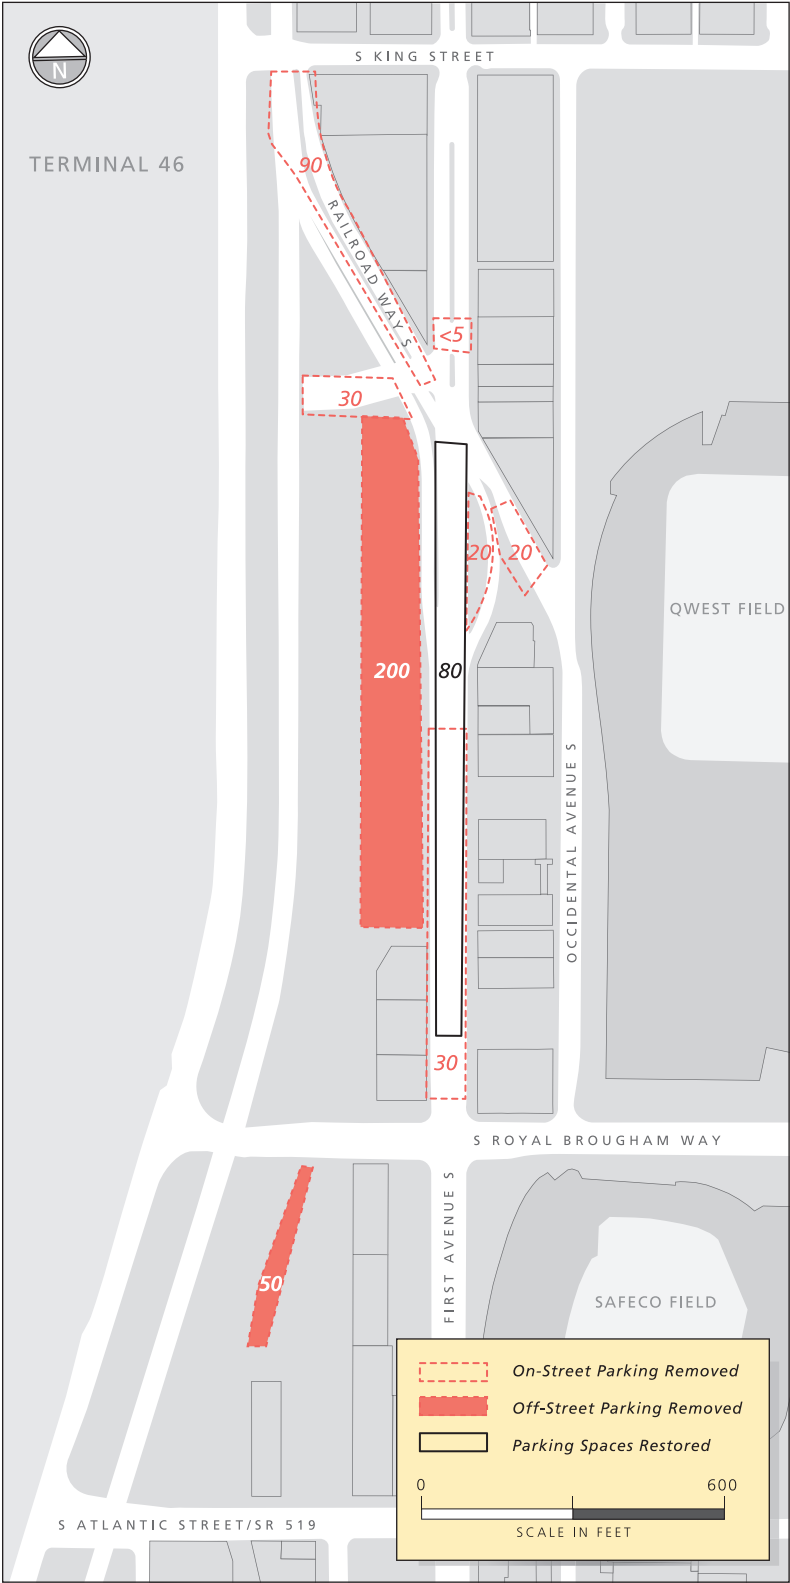 S KING STREET
N
TERMINAL 46
90
RAILROAD WAY S
<5
30
20
20
QWEST FIELD
200
80
OCCIDENTAL AVENUE S
30
S ROYAL BROUGHAM WAY
FIRST AVENUE S
50
SAFECO FIELD
On-Street Parking Removed
Off-Street Parking Removed
Parking Spaces Restored
0 600
SCALE IN FEET
S ATLANTIC STREET/SR 519